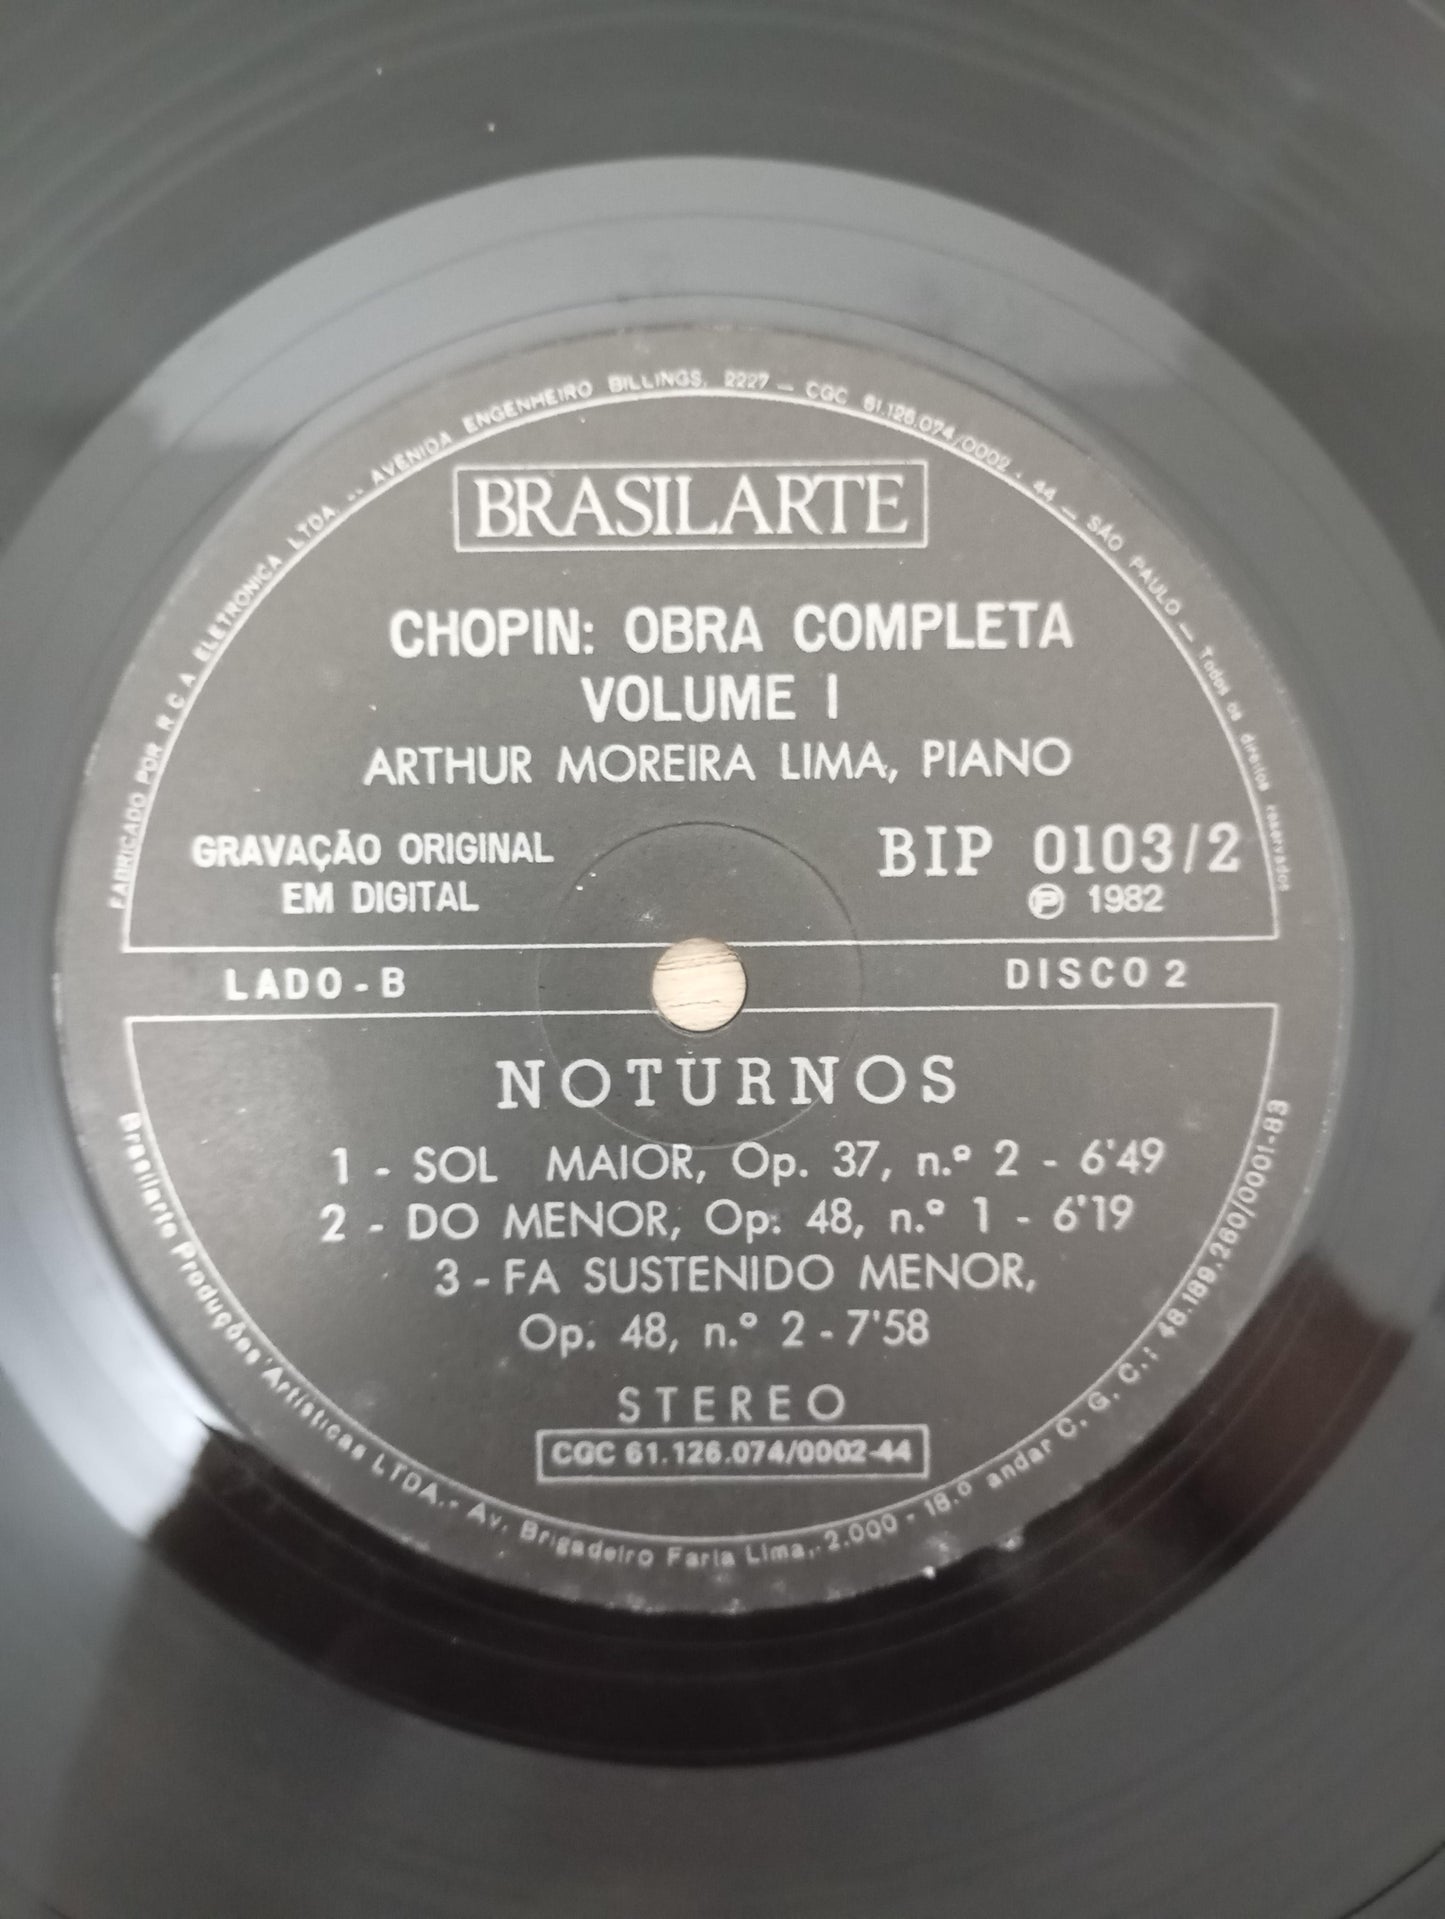 FABRICADO POR R C A ELETRONICA LTDA. -- AVENIDA ENGENHEIRO BILLINGS, 2227 — CGC 61.126.074/0002 - 44 — SÃO PAULO — Todos os direitos reservados
BRASILARTE
CHOPIN: OBRA COMPLETA
VOLUME I
ARTHUR MOREIRA LIMA, PIANO
GRAVAÇÃO ORIGINAL
EM DIGITAL
BIP 0103/2
Ⓟ 1982
LADO - B
DISCO 2
NOTURNOS
1 - SOL MAIOR, Op. 37, n.º 2 - 6'49
2 - DO MENOR, Op. 48, n.º 1 - 6'19
3 - FA SUSTENIDO MENOR,
Op. 48, n.º 2 - 7'58
STEREO
CGC 61.126.074/0002-44
Brasilarte Produções Artísticas LTDA. - Av. Brigadeiro Faria Lima, 2.000 - 18.º andar C. G. C.: 48.189.260/0001-83